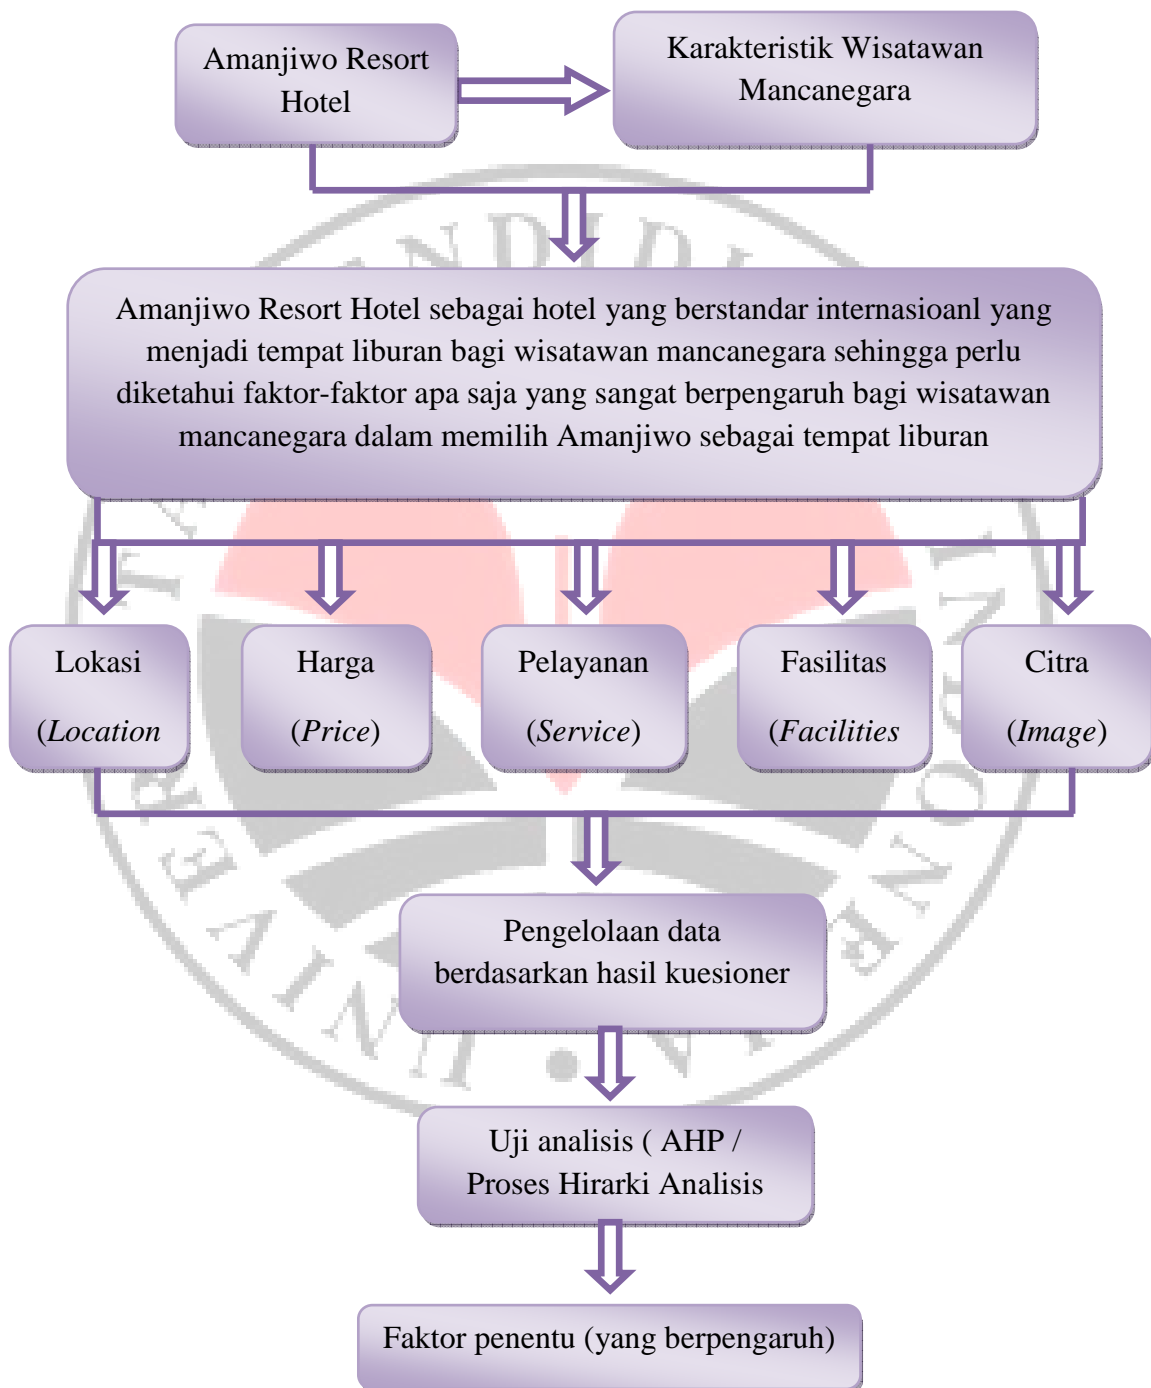 Amanjiwo Resort
Hotel
Karakteristik Wisatawan
Mancanegara
Amanjiwo Resort Hotel sebagai hotel yang berstandar internasioanl yang
menjadi tempat liburan bagi wisatawan mancanegara sehingga perlu
diketahui faktor-faktor apa saja yang sangat berpengaruh bagi wisatawan
mancanegara dalam memilih Amanjiwo sebagai tempat liburan
Lokasi
(Location
Harga
(Price)
Pelayanan
(Service)
Fasilitas
(Facilities
Citra
(Image)
Pengelolaan data
berdasarkan hasil kuesioner
Uji analisis ( AHP /
Proses Hirarki Analisis
Faktor penentu (yang berpengaruh)